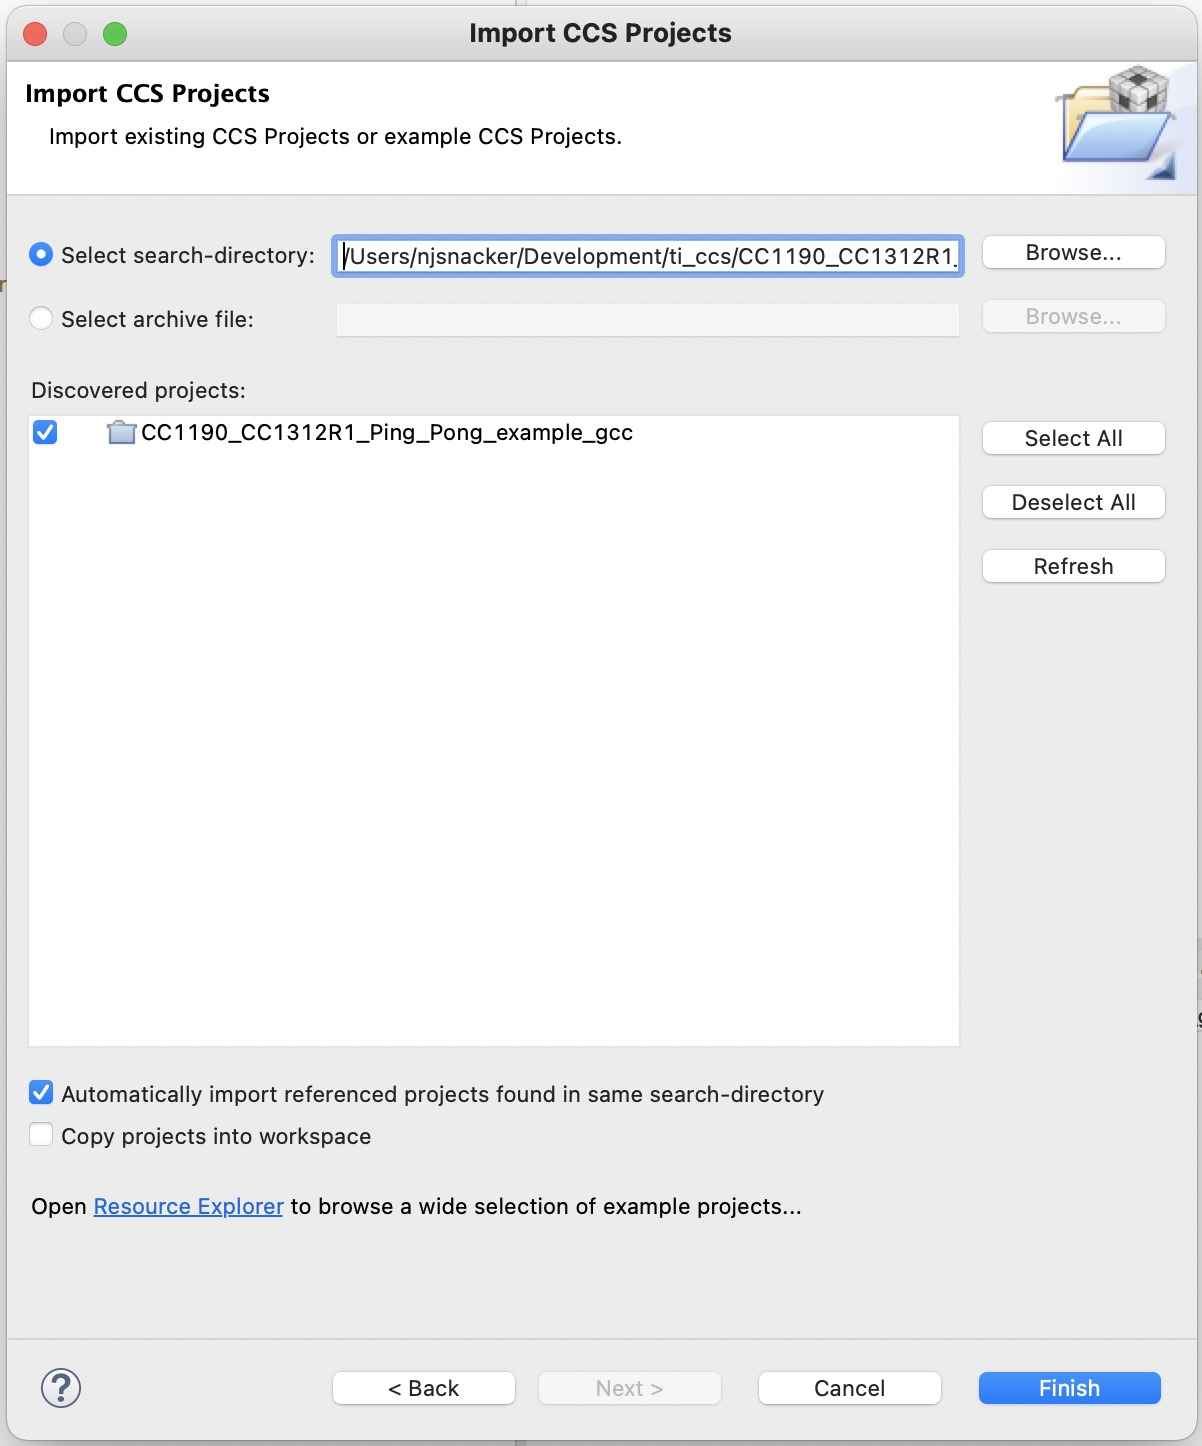 Import CCS Projects
Import CCS Projects
Import existing CCS Projects or example CCS Projects.
Select search-directory: /Users/njsnacker/Development/ti_ccs/CC1190_CC1312R1_ Browse...
Select archive file: Browse...
Discovered projects:
CC1190_CC1312R1_Ping_Pong_example_gcc
Select All
Deselect All
Refresh
Automatically import referenced projects found in same search-directory
Copy projects into workspace
Open Resource Explorer to browse a wide selection of example projects...
? < Back Next > Cancel Finish